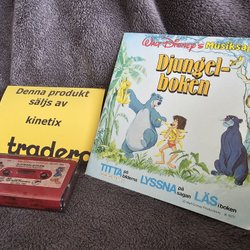 Denna produkt
säljs av
kinetix
tradera
Walt Disney's Musiksaga
Djungel-
boken
TITTA på bilderna LYSSNA på sagan LÄS i boken